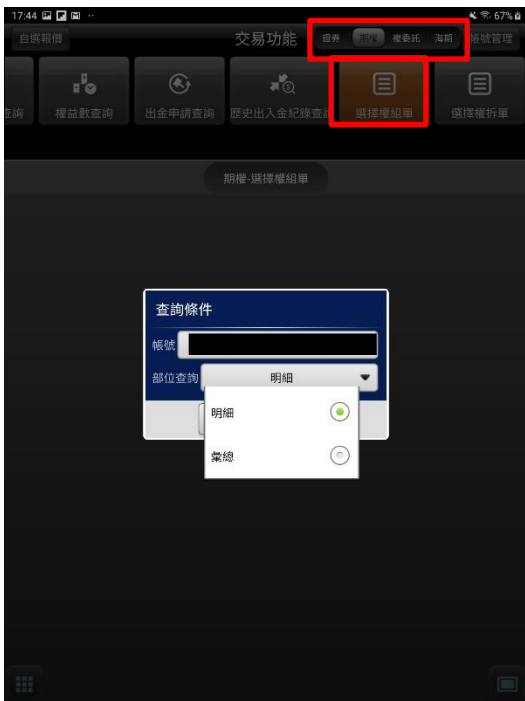 17:44
67%
自選報價
交易功能
證券 期權 複委託 海期
帳號管理
查詢 權益數查詢 出金申請查詢 歷史出入金紀錄查詢 選擇權組單 選擇權拆單
期權-選擇權組單
查詢條件
帳號
部位查詢 明細
明細
彙總